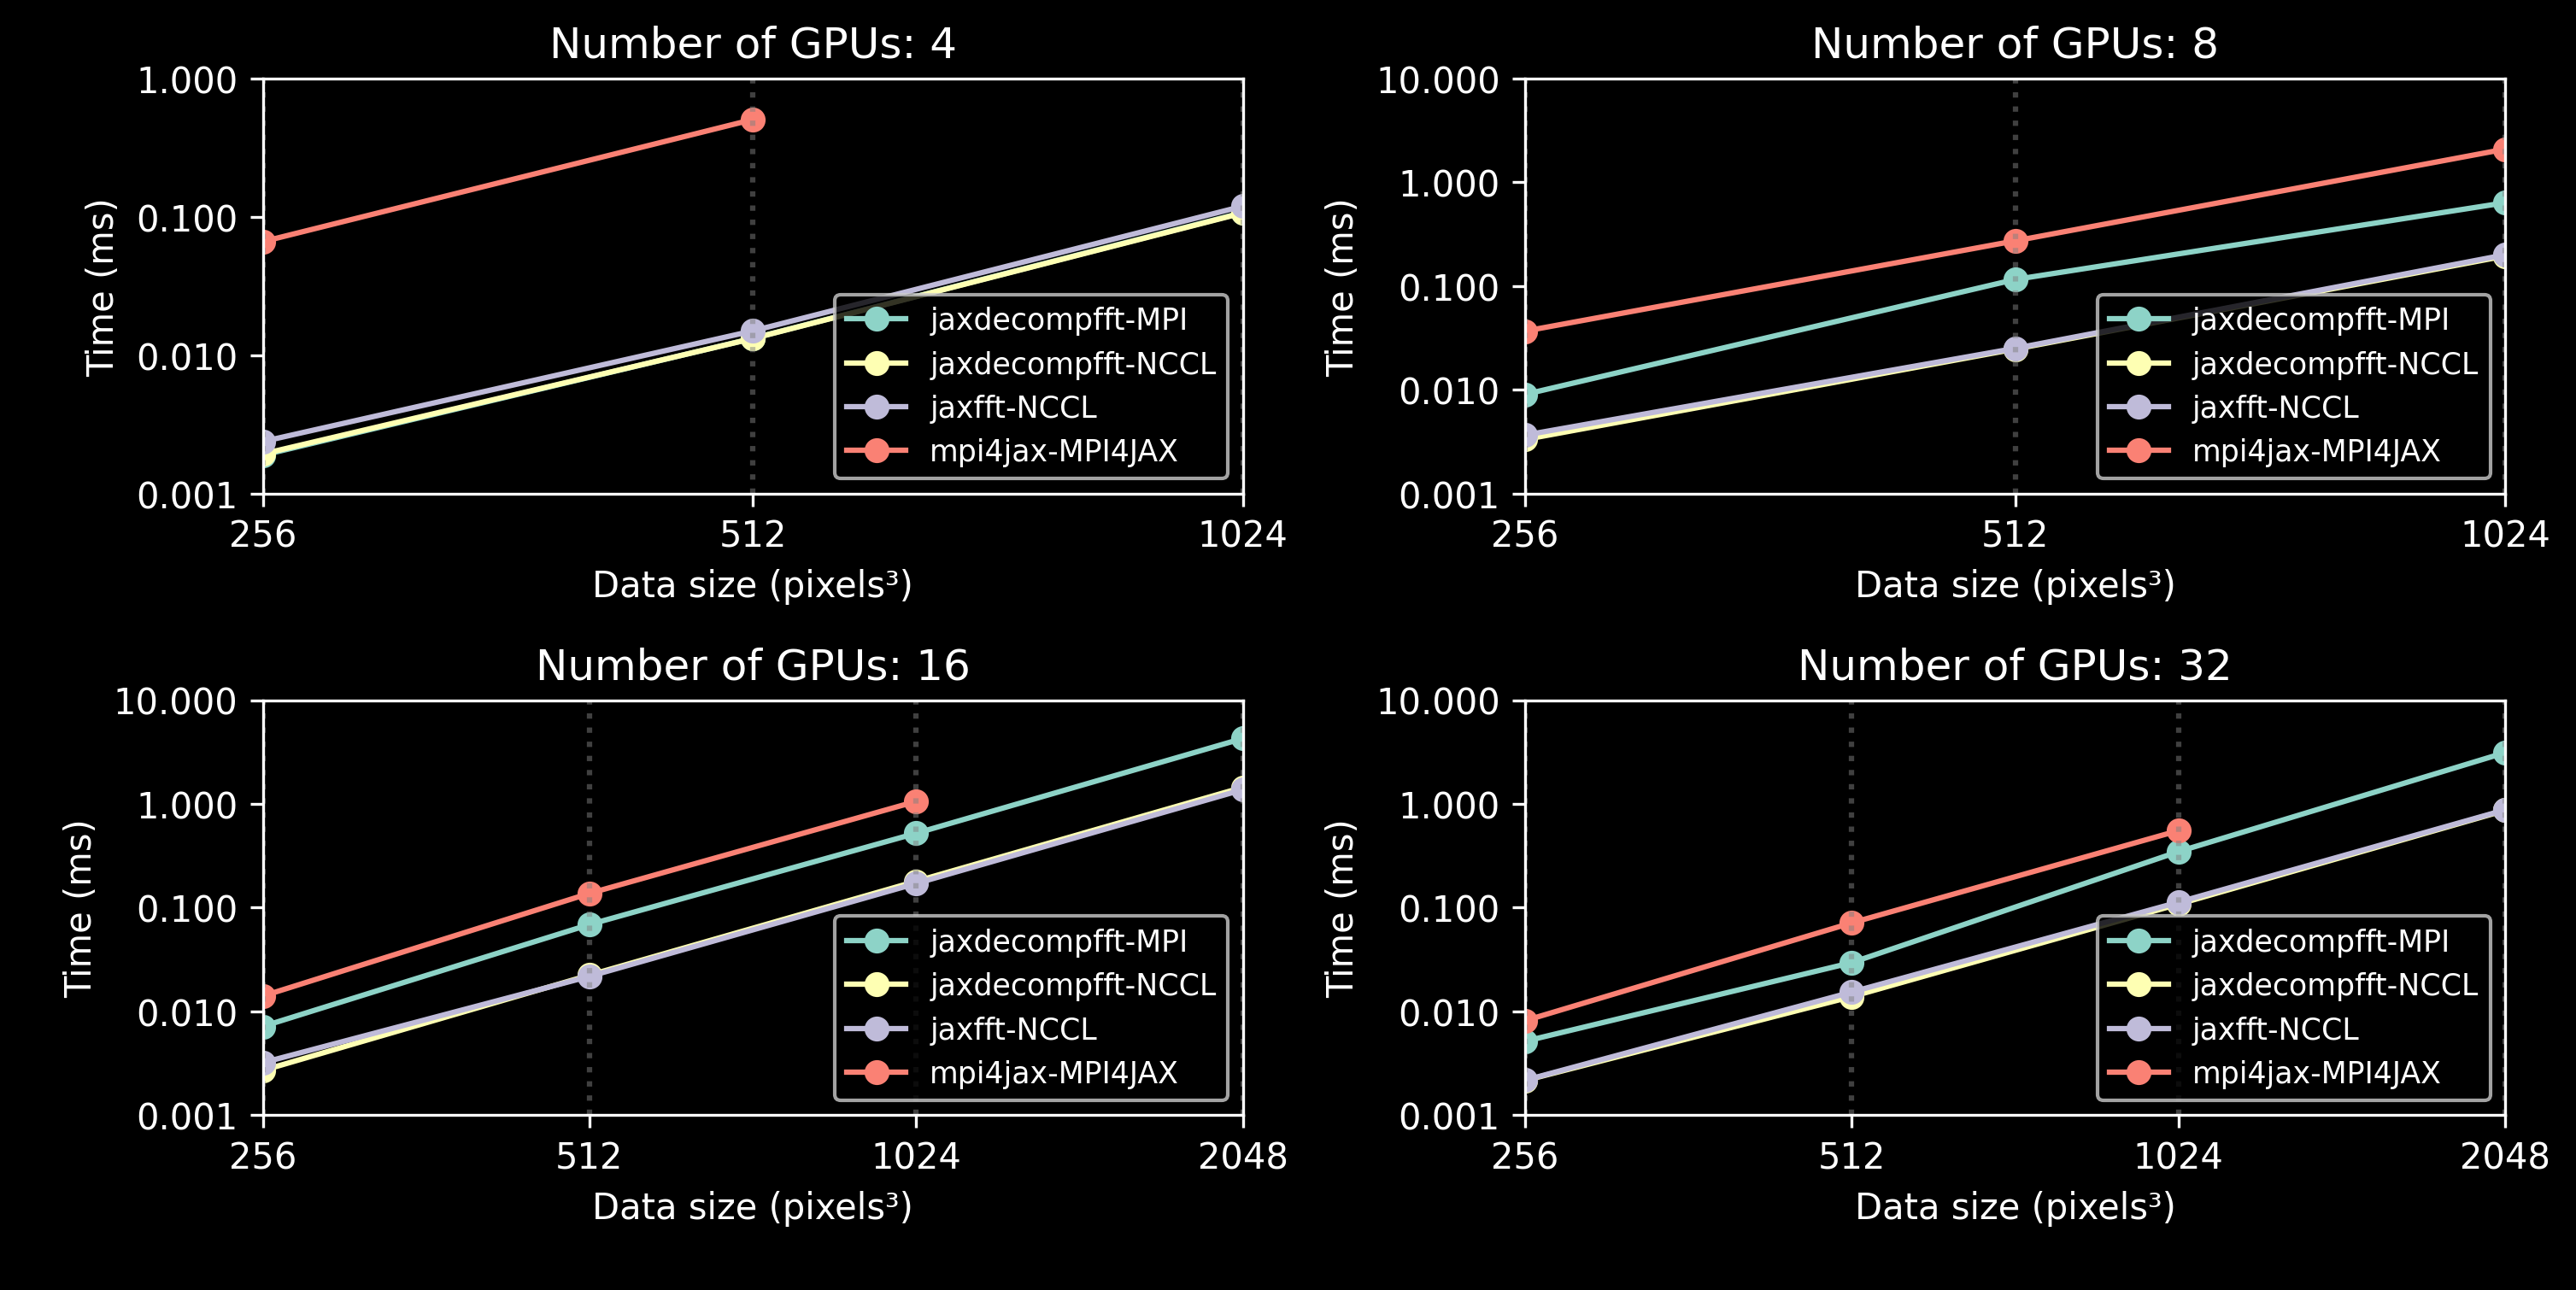 Number of GPUs: 4
1.000
0.100
0.010
0.001
Time (ms)
jaxdecompfft-MPI
jaxdecompfft-NCCL
jaxfft-NCCL
mpi4jax-MPI4JAX
256 512 1024
Data size (pixels³)
Number of GPUs: 8
10.000
1.000
0.100
0.010
0.001
Time (ms)
jaxdecompfft-MPI
jaxdecompfft-NCCL
jaxfft-NCCL
mpi4jax-MPI4JAX
256 512 1024
Data size (pixels³)
Number of GPUs: 16
10.000
1.000
0.100
0.010
0.001
Time (ms)
jaxdecompfft-MPI
jaxdecompfft-NCCL
jaxfft-NCCL
mpi4jax-MPI4JAX
256 512 1024 2048
Data size (pixels³)
Number of GPUs: 32
10.000
1.000
0.100
0.010
0.001
Time (ms)
jaxdecompfft-MPI
jaxdecompfft-NCCL
jaxfft-NCCL
mpi4jax-MPI4JAX
256 512 1024 2048
Data size (pixels³)